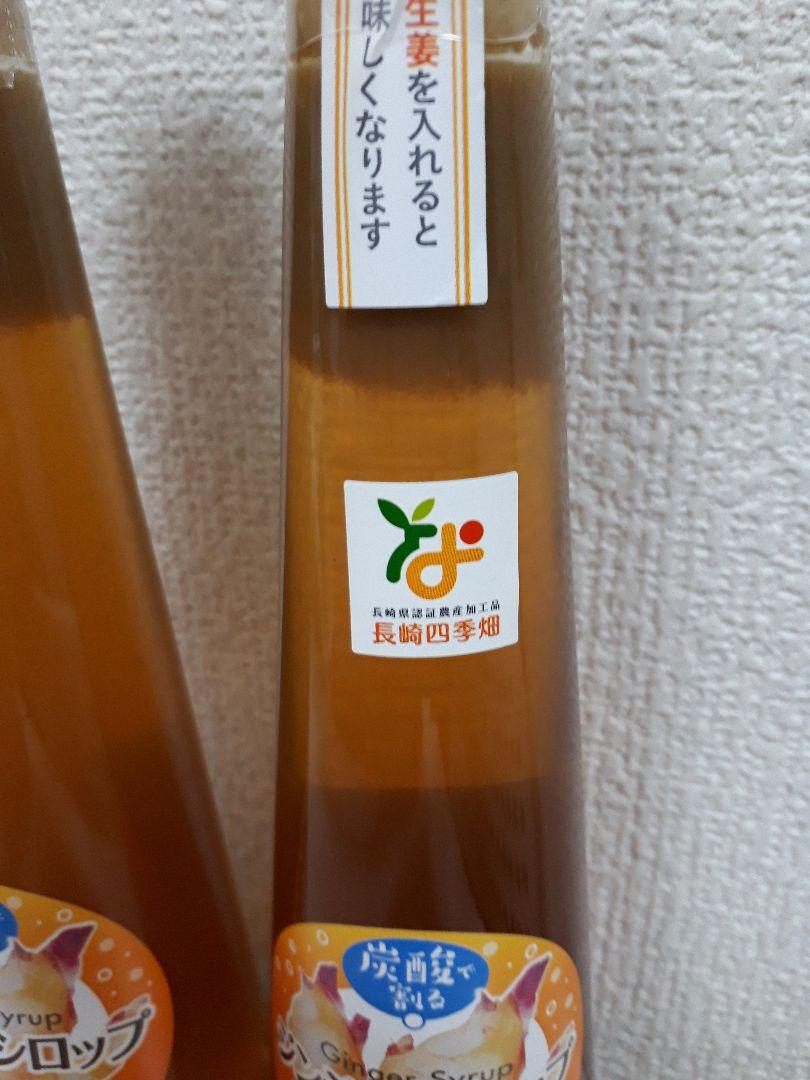 生姜を入れると
味しくなります
長崎県認証農産加工品
長崎四季畑
炭酸で
割る
Ginger Syrup
yrup
シロップ